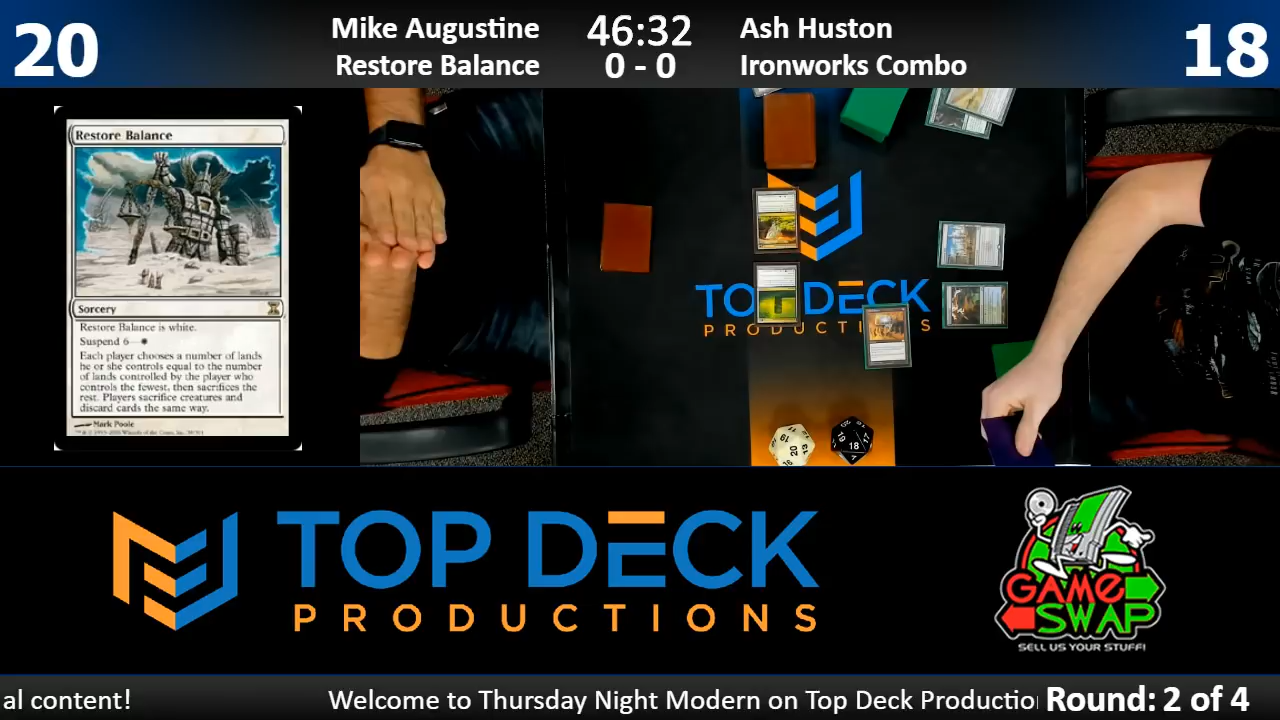 20
Mike Augustine
Restore Balance
46:32
0 - 0
Ash Huston
Ironworks Combo
18
Restore Balance
Sorcery
Restore Balance is white.
Suspend 6—
Each player chooses a number of lands
he or she controls equal to the number
of lands controlled by the player who
controls the fewest, then sacrifices the
rest. Players sacrifice creatures and
discard cards the same way.
Mark Poole
TOP DECK
PRODUCTIONS
19
20
18
17
TOP DECK
PRODUCTIONS
GAME
SWAP
SELL US YOUR STUFF!
al content!
Welcome to Thursday Night Modern on Top Deck Productio
Round: 2 of 4